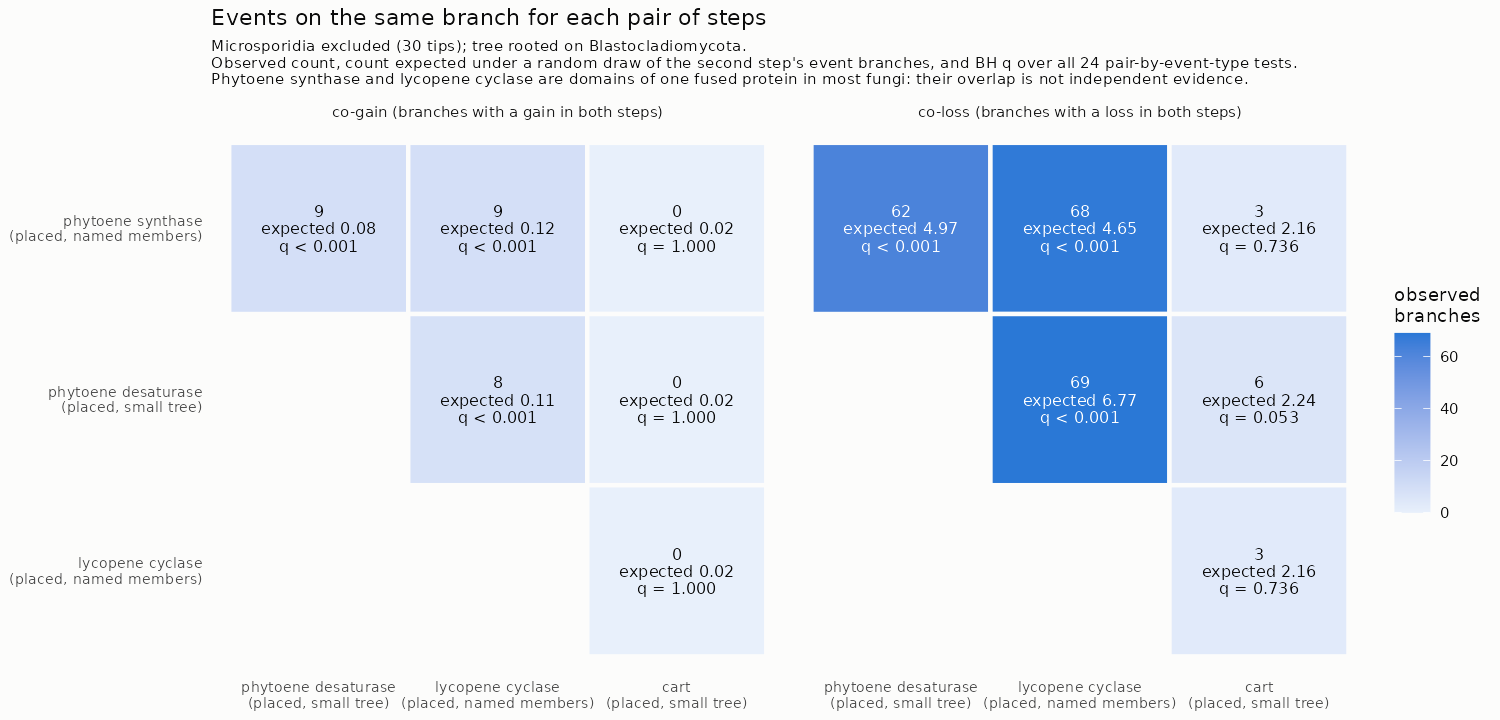 Events on the same branch for each pair of steps
Microsporidia excluded (30 tips); tree rooted on Blastocladiomycota.
Observed count, count expected under a random draw of the second step's event branches, and BH q over all 24 pair-by-event-type tests.
Phytoene synthase and lycopene cyclase are domains of one fused protein in most fungi: their overlap is not independent evidence.
co-gain (branches with a gain in both steps)
co-loss (branches with a loss in both steps)
phytoene synthase
(placed, named members)
9
expected 0.08
q < 0.001
9
expected 0.12
q < 0.001
0
expected 0.02
q = 1.000
62
expected 4.97
q < 0.001
68
expected 4.65
q < 0.001
3
expected 2.16
q = 0.736
phytoene desaturase
(placed, small tree)
8
expected 0.11
q < 0.001
0
expected 0.02
q = 1.000
69
expected 6.77
q < 0.001
6
expected 2.24
q = 0.053
lycopene cyclase
(placed, named members)
0
expected 0.02
q = 1.000
3
expected 2.16
q = 0.736
phytoene desaturase
(placed, small tree)
lycopene cyclase
(placed, named members)
cart
(placed, small tree)
phytoene desaturase
(placed, small tree)
lycopene cyclase
(placed, named members)
cart
(placed, small tree)
observed
branches
60
40
20
0